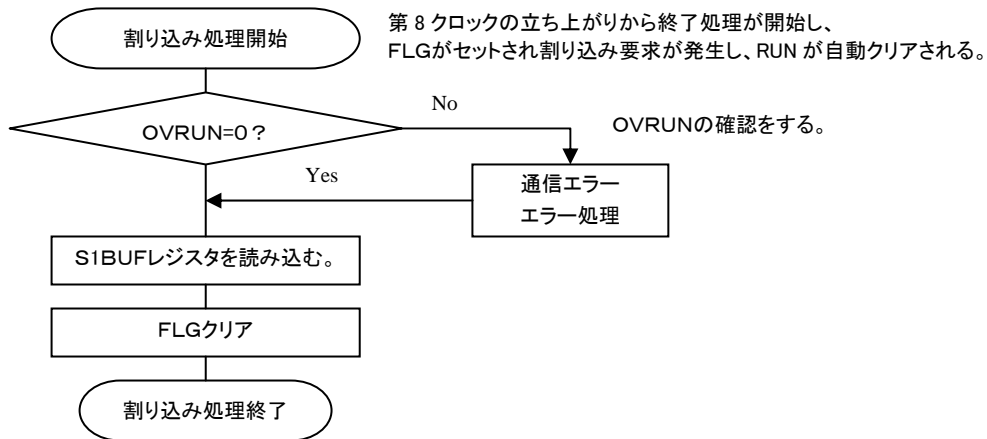 割り込み処理開始
第 8 クロックの立ち上がりから終了処理が開始し、
FLGがセットされ割り込み要求が発生し、RUN が自動クリアされる。
OVRUN=0？
No
OVRUNの確認をする。
Yes
通信エラー
エラー処理
S1BUFレジスタを読み込む。
FLGクリア
割り込み処理終了